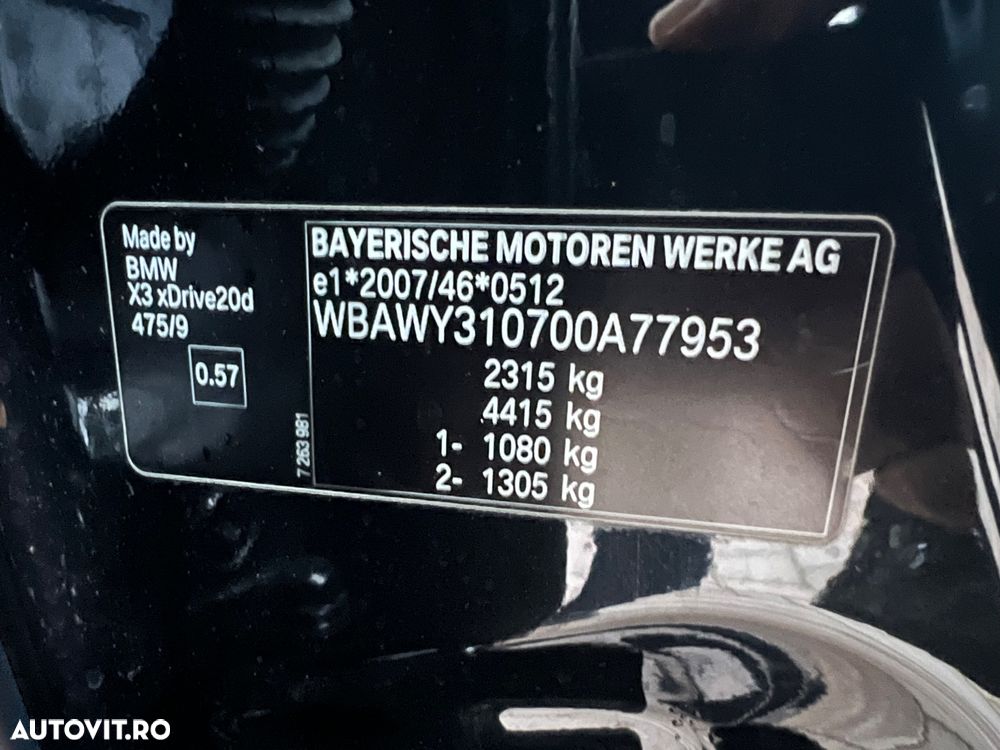 Made by
BMW
X3 xDrive20d
475/9
0.57
7 263 981
BAYERISCHE MOTOREN WERKE AG
e1*2007/46*0512
WBAWY310700A77953
2315 kg
4415 kg
1- 1080 kg
2- 1305 kg
AUTOVIT.RO